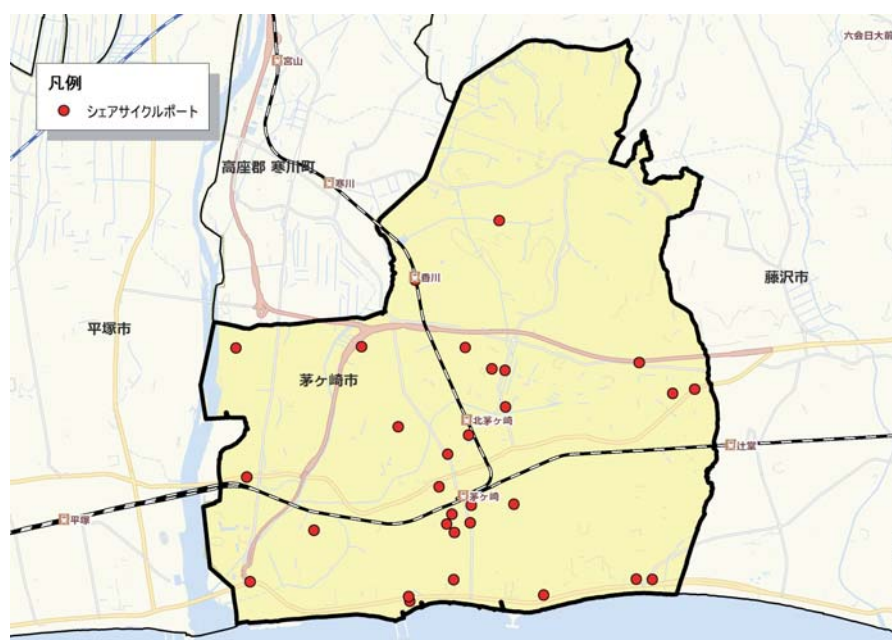 六会日大前
宮山
凡例
シェアサイクルポート
高座郡 寒川町
寒川
香川
藤沢市
平塚市
茅ヶ崎市
北茅ヶ崎
辻堂
茅ヶ崎
平塚